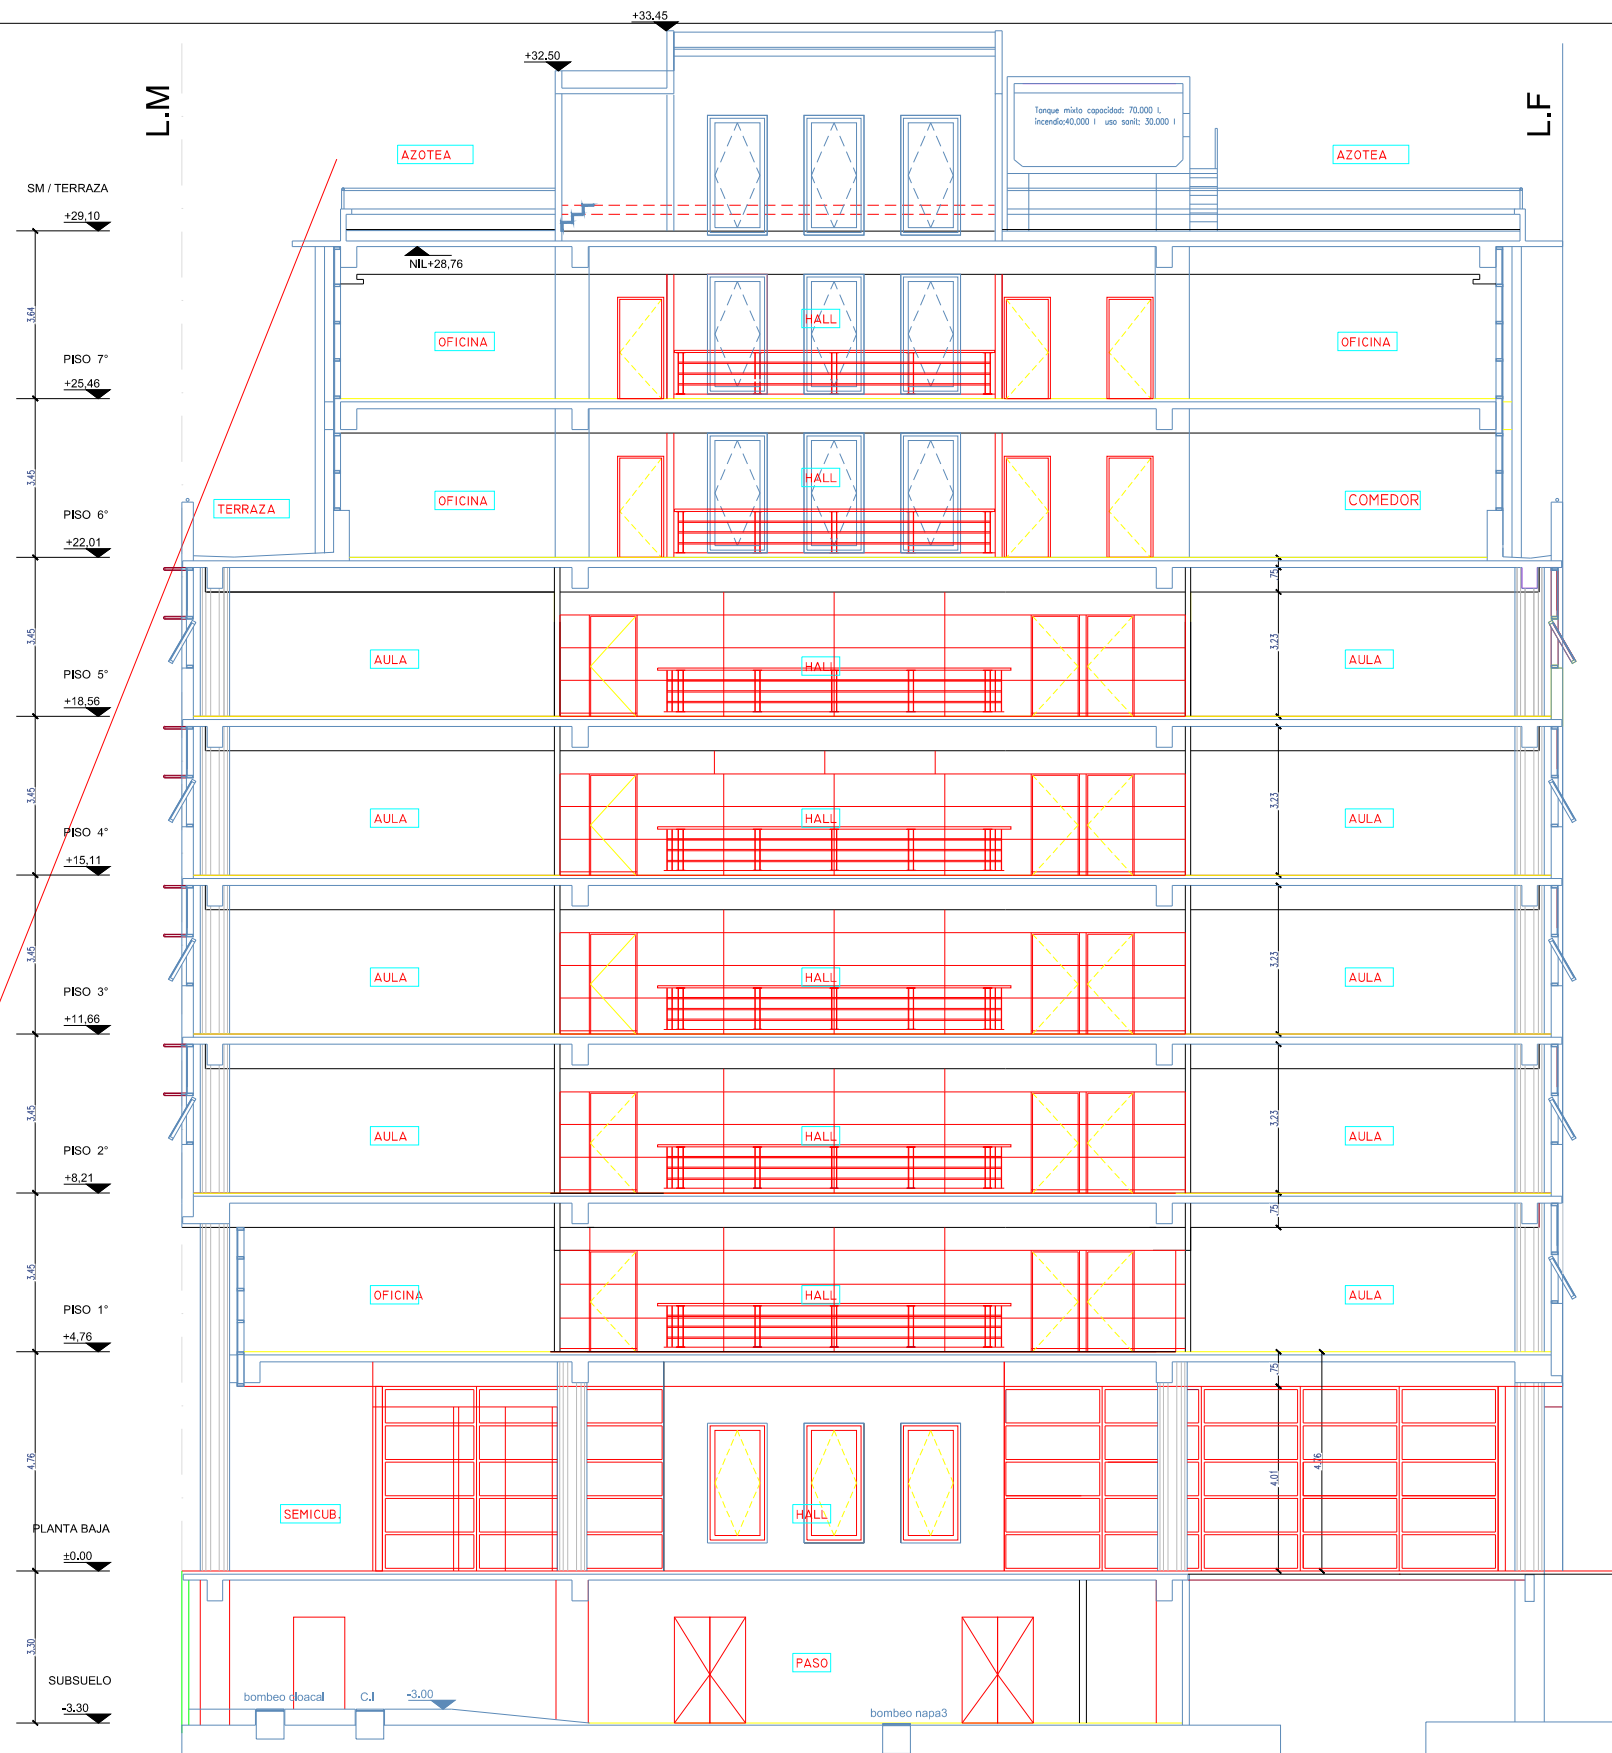 +33.45
+32.50
L.M
L.F
Tanque mixto capacidad: 70.000 l.
incendio:40.000 l uso sanit: 30.000 l
AZOTEA
AZOTEA
SM / TERRAZA
+29,10
NIL+28,76
3.64
HALL
OFICINA
OFICINA
PISO 7°
+25,46
3.45
HALL
OFICINA
COMEDOR
TERRAZA
PISO 6°
+22,01
.75
3.45
3.23
AULA
HALL
AULA
PISO 5°
+18,56
3.45
3.23
AULA
HALL
AULA
PISO 4°
+15,11
3.45
3.23
AULA
HALL
AULA
PISO 3°
+11,66
3.45
3.23
AULA
HALL
AULA
PISO 2°
+8,21
.75
3.45
OFICINA
HALL
AULA
PISO 1°
+4,76
.75
4.76
4.01
4.76
SEMICUB.
HALL
PLANTA BAJA
±0.00
3.30
PASO
SUBSUELO
-3.30
bombeo cloacal
C.I
-3.00
bombeo napa3